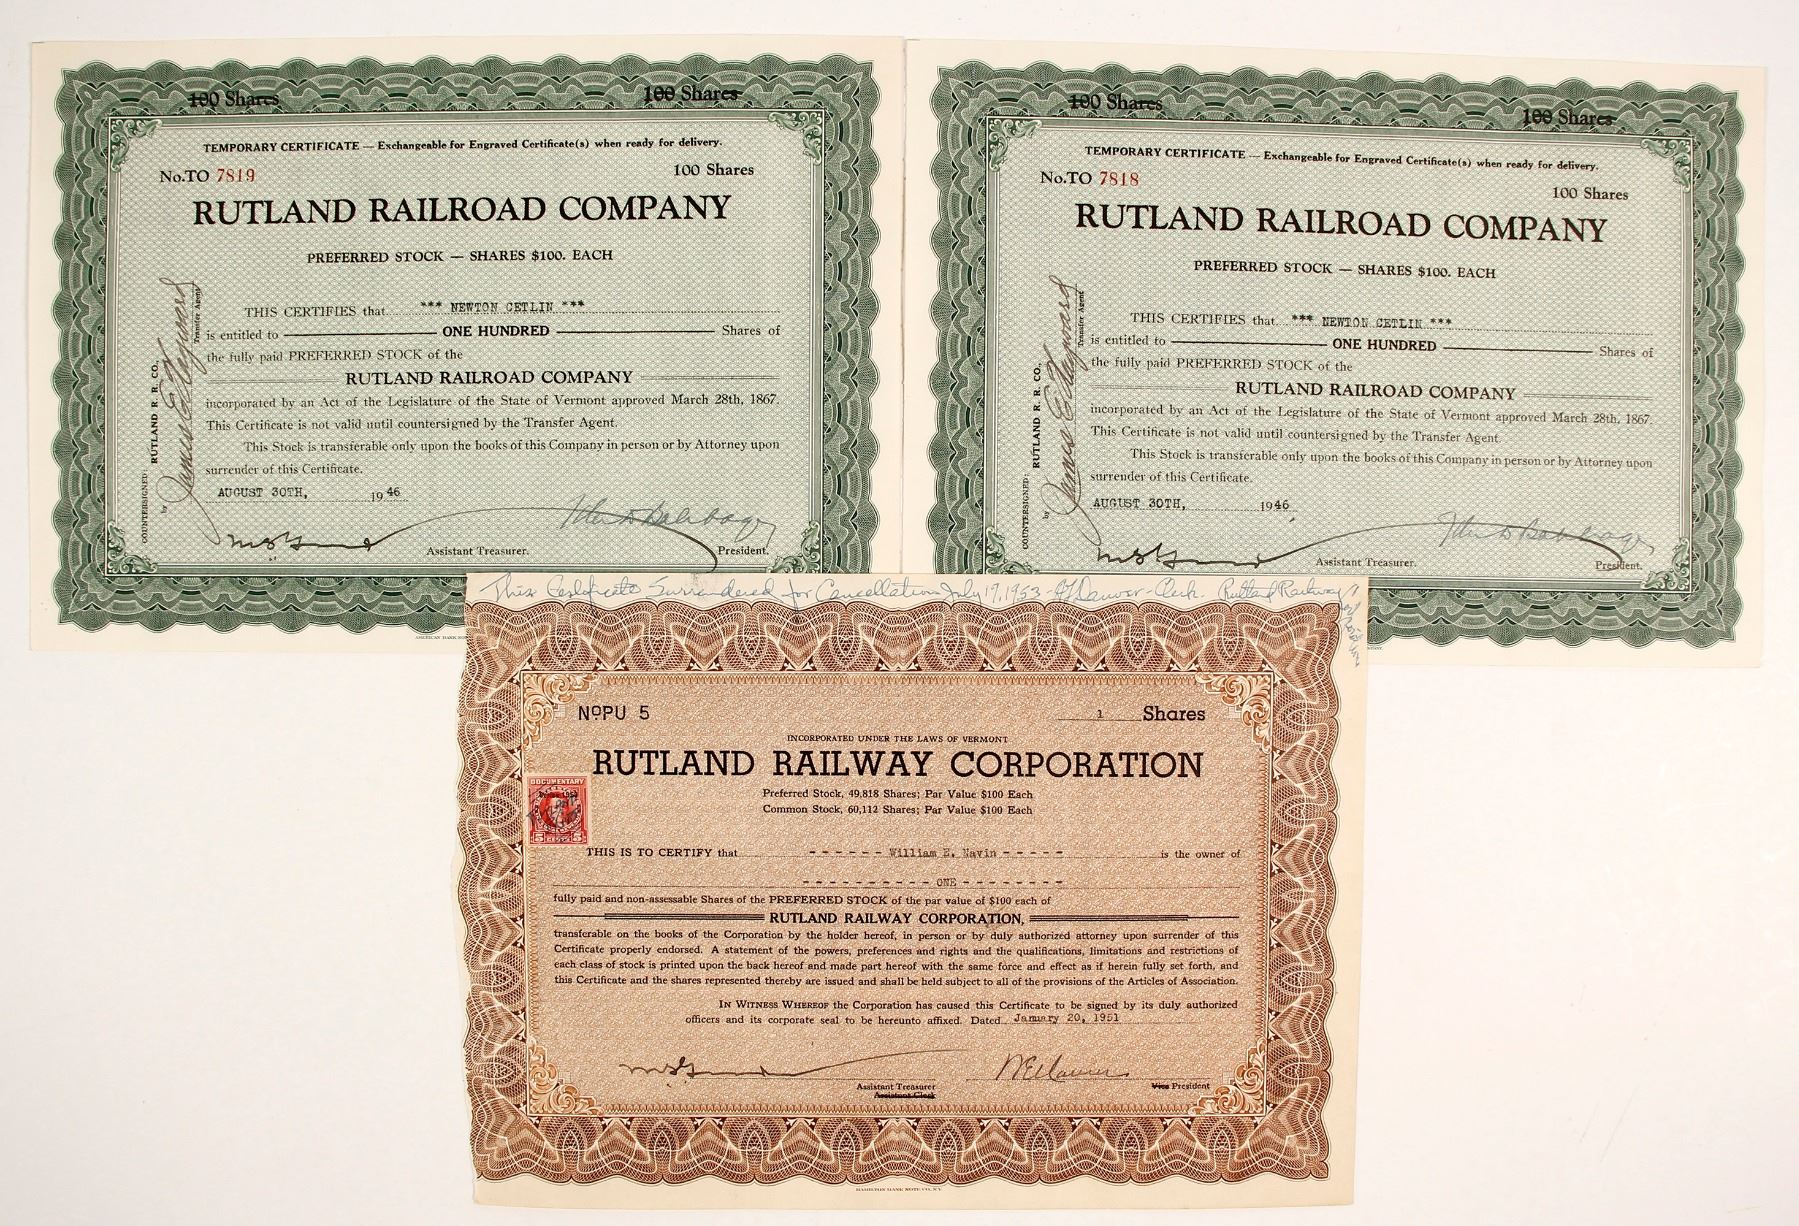 100 Shares 100 Shares
TEMPORARY CERTIFICATE — Exchangeable for Engraved Certificate(s) when ready for delivery.
No. TO 7819 100 Shares
RUTLAND RAILROAD COMPANY
PREFERRED STOCK — SHARES $100. EACH
THIS CERTIFIES that *** NEWTON CETLIN ***
is entitled to ONE HUNDRED Shares of
the fully paid PREFERRED STOCK of the
RUTLAND RAILROAD COMPANY
incorporated by an Act of the Legislature of the State of Vermont approved March 28th, 1867.
This Certificate is not valid until countersigned by the Transfer Agent.
This Stock is transferable only upon the books of this Company in person or by Attorney upon
surrender of this Certificate.
AUGUST 30TH, 1946
Assistant Treasurer. President.
COUNTERSIGNED: RUTLAND R. R. CO.,
by James E Hayward Transfer Agent
100 Shares 100 Shares
TEMPORARY CERTIFICATE — Exchangeable for Engraved Certificate(s) when ready for delivery.
No. TO 7818 100 Shares
RUTLAND RAILROAD COMPANY
PREFERRED STOCK — SHARES $100. EACH
THIS CERTIFIES that *** NEWTON CETLIN ***
is entitled to ONE HUNDRED Shares of
the fully paid PREFERRED STOCK of the
RUTLAND RAILROAD COMPANY
incorporated by an Act of the Legislature of the State of Vermont approved March 28th, 1867.
This Certificate is not valid until countersigned by the Transfer Agent.
This Stock is transferable only upon the books of this Company in person or by Attorney upon
surrender of this Certificate.
AUGUST 30TH, 1946
Assistant Treasurer. President.
COUNTERSIGNED: RUTLAND R. R. CO.,
by James E Hayward Transfer Agent
This Certificate Surrendered for Cancellation July 19, 1953 - Clerk. Rutland Railway
NºPU 5 1 Shares
INCORPORATED UNDER THE LAWS OF VERMONT
RUTLAND RAILWAY CORPORATION
Preferred Stock, 49,818 Shares; Par Value $100 Each
Common Stock, 60,112 Shares; Par Value $100 Each
DOCUMENTARY
THIS IS TO CERTIFY that - - - - - - William E. Navin - - - - - is the owner of
- - - - - - - - - - ONE - - - - - - - -
fully paid and non-assessable Shares of the PREFERRED STOCK of the par value of $100 each of
RUTLAND RAILWAY CORPORATION,
transferable on the books of the Corporation by the holder hereof, in person or by duly authorized attorney upon surrender of this
Certificate properly endorsed. A statement of the powers, preferences and rights and the qualifications, limitations and restrictions of
each class of stock is printed upon the back hereof and made part hereof with the same force and effect as if herein fully set forth, and
this Certificate and the shares represented thereby are issued and shall be held subject to all of the provisions of the Articles of Association.
IN WITNESS WHEREOF the Corporation has caused this Certificate to be signed by its duly authorized
officers and its corporate seal to be hereunto affixed. Dated January 20, 1951
Assistant Treasurer Vice President
Assistant Clerk
HAMILTON BANK NOTE CO. N.Y.